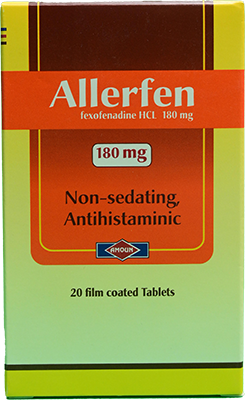 Allerfen
fexofenadine HCL 180 mg
180 mg
Non-sedating,
Antihistaminic
AMOUN
20 film coated Tablets